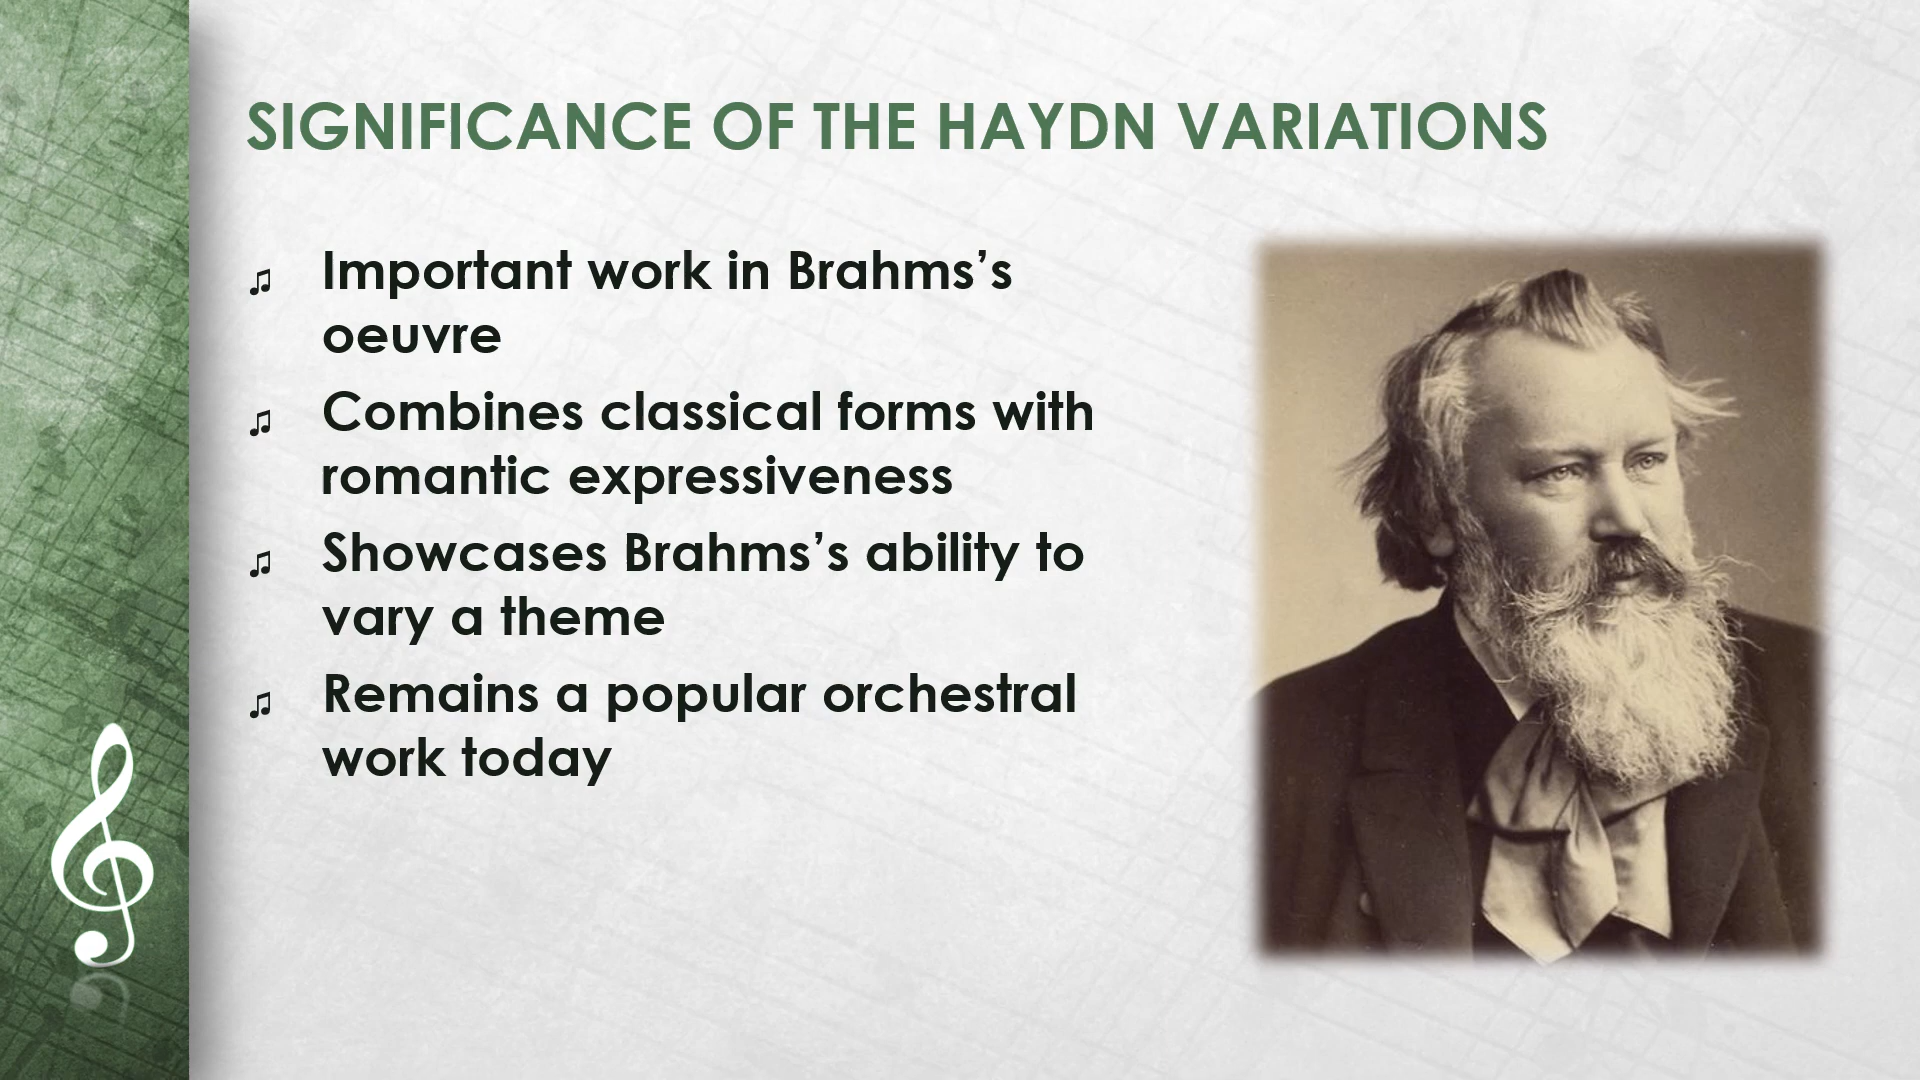 SIGNIFICANCE OF THE HAYDN VARIATIONS
♫ Important work in Brahms’s
oeuvre
♫ Combines classical forms with
romantic expressiveness
♫ Showcases Brahms’s ability to
vary a theme
♫ Remains a popular orchestral
work today